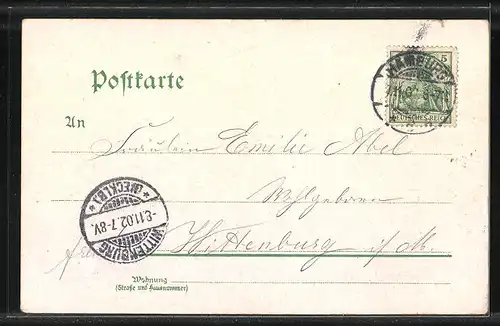 Postkarte
5
HAMBURG
DEUTSCHES REICH
An
Fräulein Emilie Abel
Wohlgeboren
Wittenburg i/M.
WITTENBURG
-8.11.02.7-8V.
* (MECKLB.) *
Wohnung
(Straße und Hausnummer)